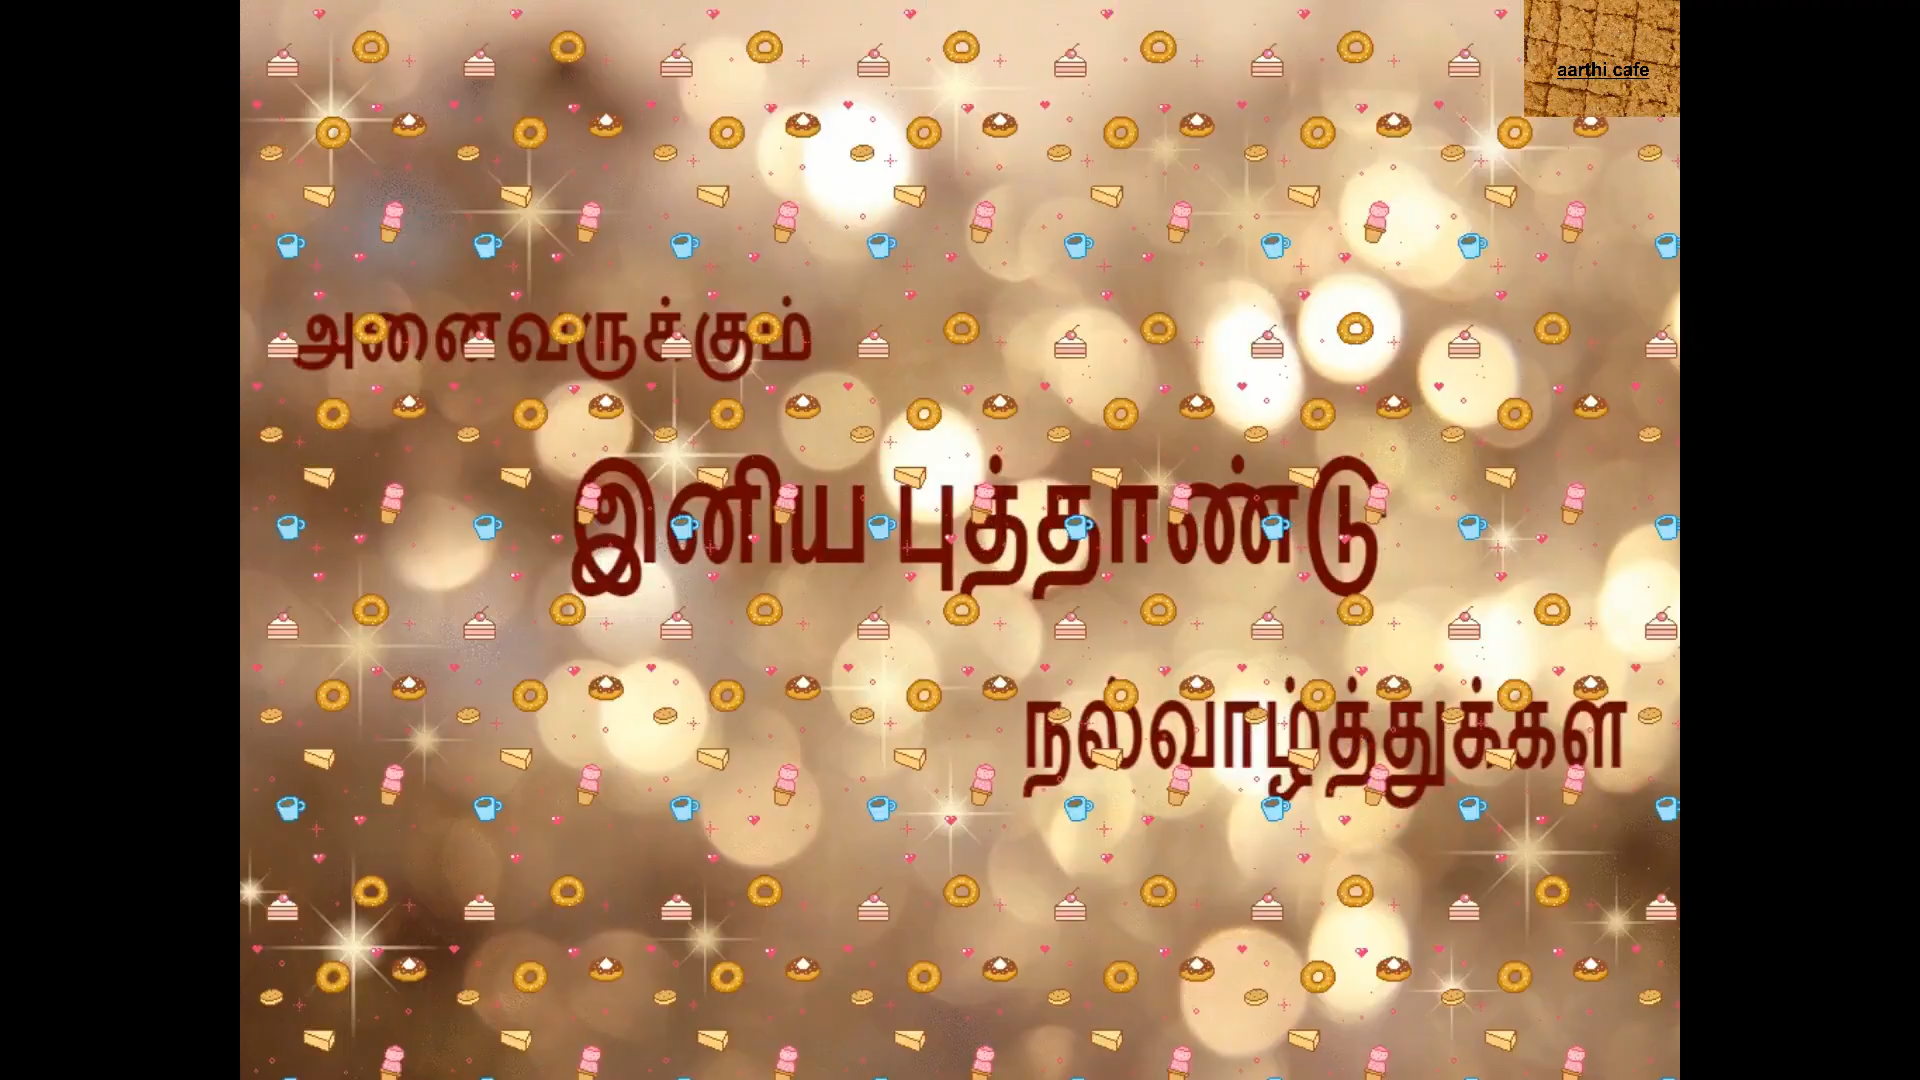 aarthi cafe
அனைவருக்கும்
இனிய புத்தாண்டு
நல்வாழ்த்துக்கள்